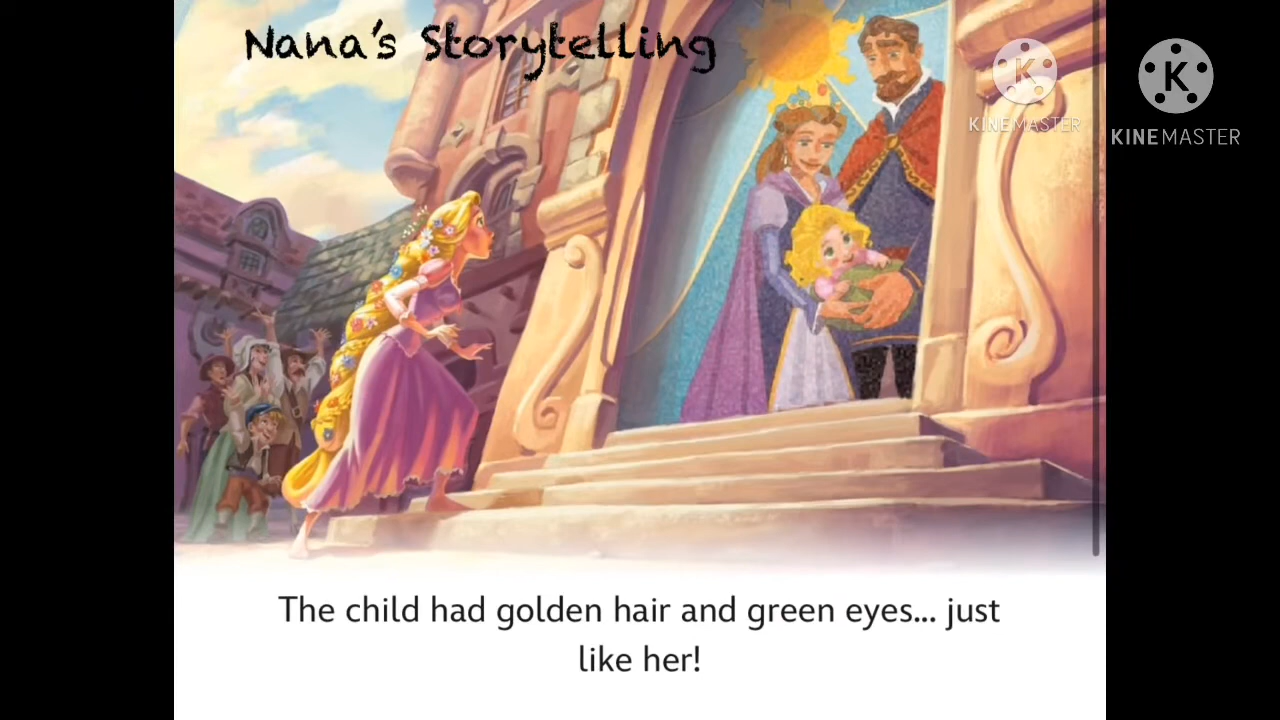 Nana's Storytelling
K
KINEMASTER
K
KINEMASTER
The child had golden hair and green eyes... just
like her!